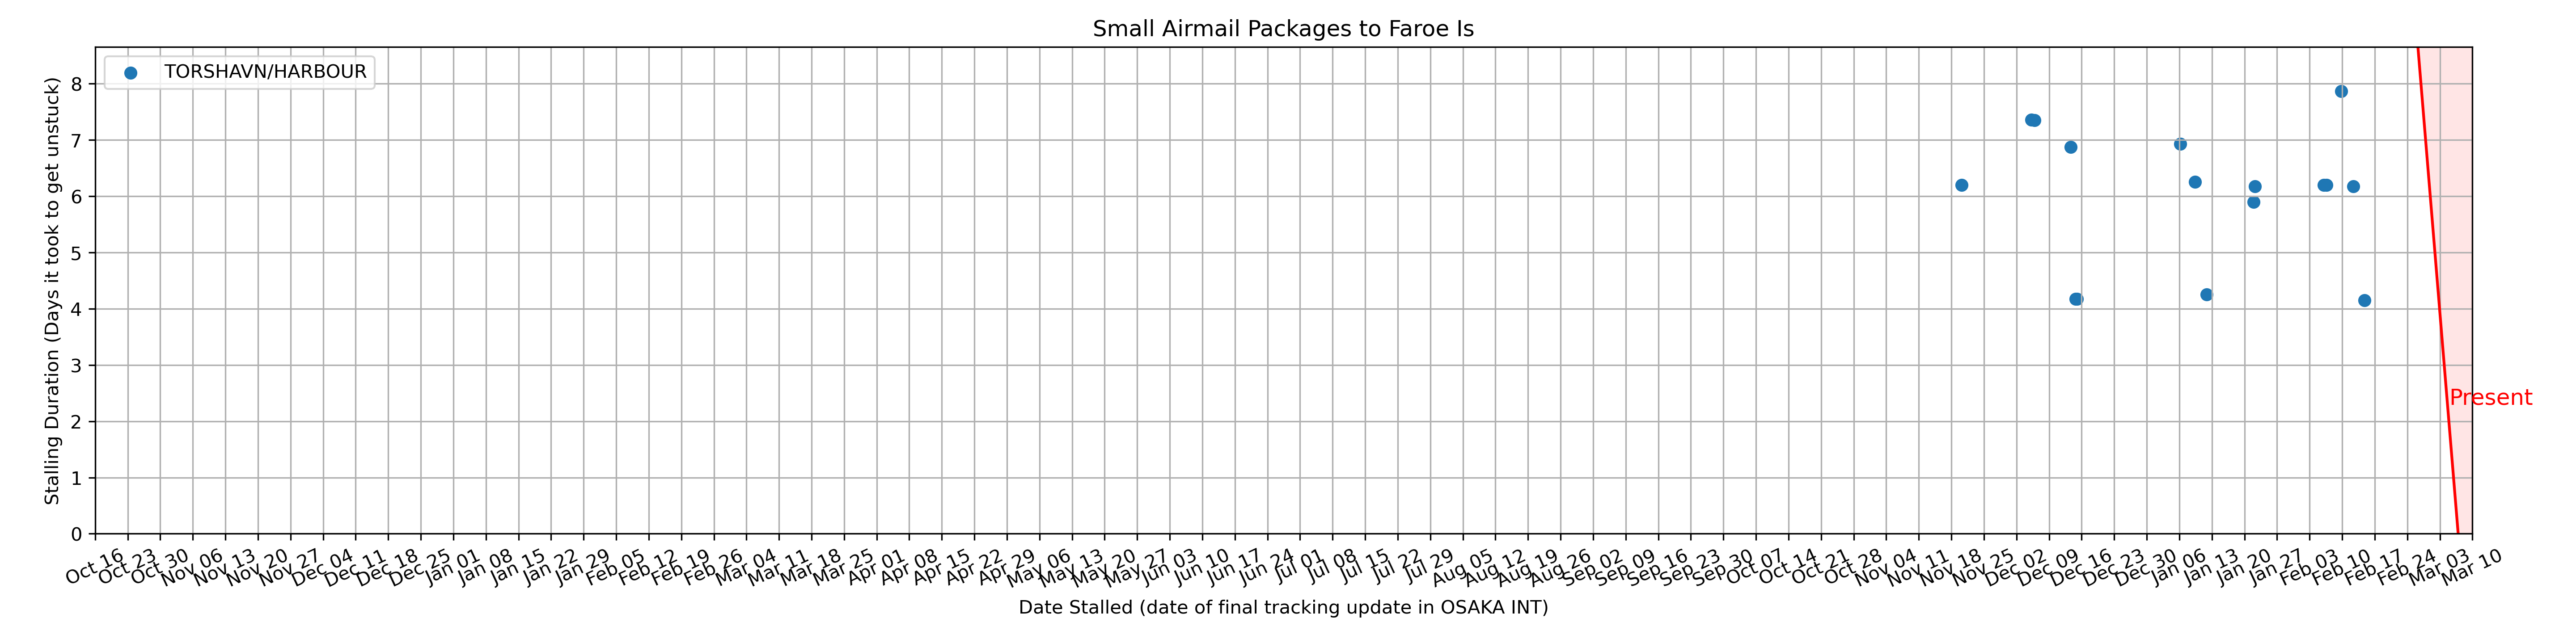 Small Airmail Packages to Faroe Is
TORSHAVN/HARBOUR
Stalling Duration (Days it took to get unstuck)
8
7
6
5
4
3
2
1
0
Present
Oct 16
Oct 23
Oct 30
Nov 06
Nov 13
Nov 20
Nov 27
Dec 04
Dec 11
Dec 18
Dec 25
Jan 01
Jan 08
Jan 15
Jan 22
Jan 29
Feb 05
Feb 12
Feb 19
Feb 26
Mar 04
Mar 11
Mar 18
Mar 25
Apr 01
Apr 08
Apr 15
Apr 22
Apr 29
May 06
May 13
May 20
May 27
Jun 03
Jun 10
Jun 17
Jun 24
Jul 01
Jul 08
Jul 15
Jul 22
Jul 29
Aug 05
Aug 12
Aug 19
Aug 26
Sep 02
Sep 09
Sep 16
Sep 23
Sep 30
Oct 07
Oct 14
Oct 21
Oct 28
Nov 04
Nov 11
Nov 18
Nov 25
Dec 02
Dec 09
Dec 16
Dec 23
Dec 30
Jan 06
Jan 13
Jan 20
Jan 27
Feb 03
Feb 10
Feb 17
Feb 24
Mar 03
Mar 10
Date Stalled (date of final tracking update in OSAKA INT)